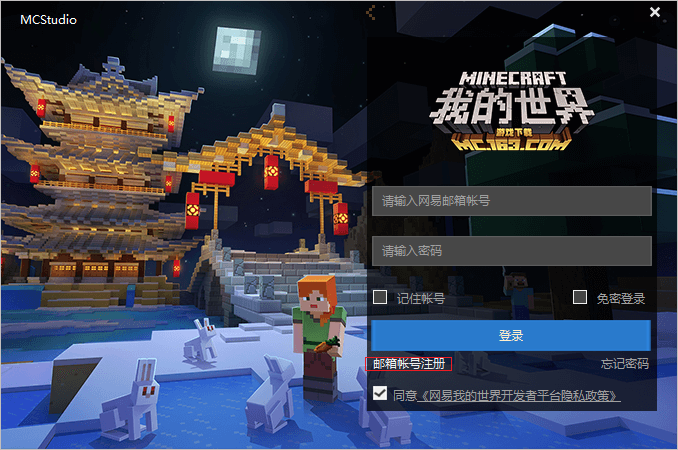 MCStudio
MINECRAFT
我的世界
游戏下载
MC.163.COM
请输入网易邮箱帐号
请输入密码
记住帐号 免密登录
登录
邮箱帐号注册 忘记密码
同意《网易我的世界开发者平台隐私政策》